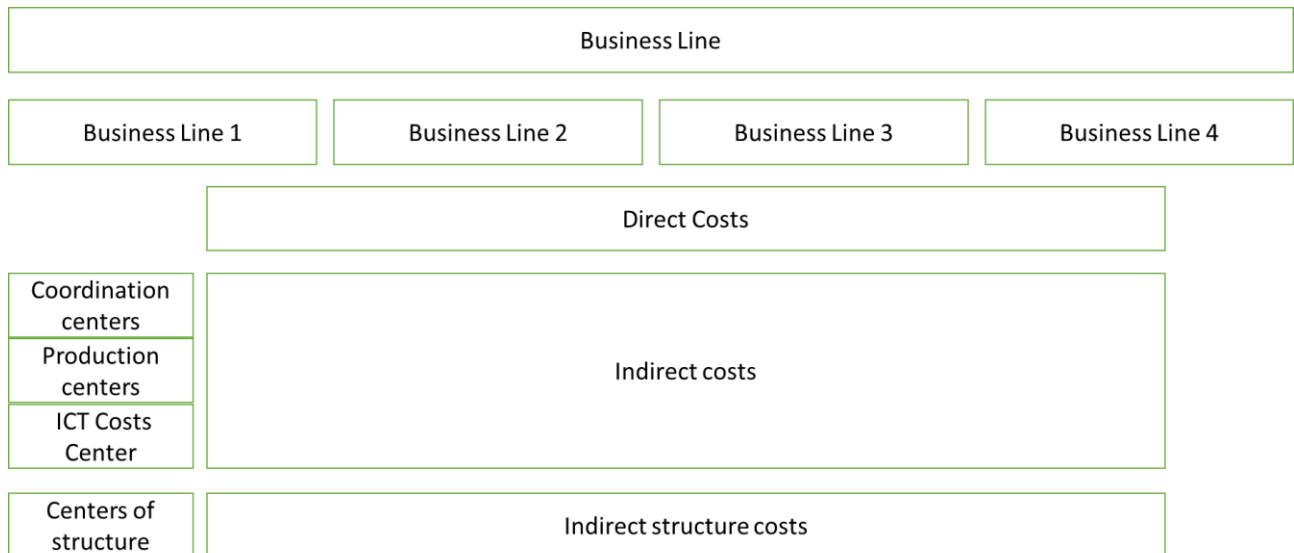 Business Line
Business Line 1
Business Line 2
Business Line 3
Business Line 4
Direct Costs
Coordination
centers
Production
centers
ICT Costs
Center
Indirect costs
Centers of
structure
Indirect structure costs